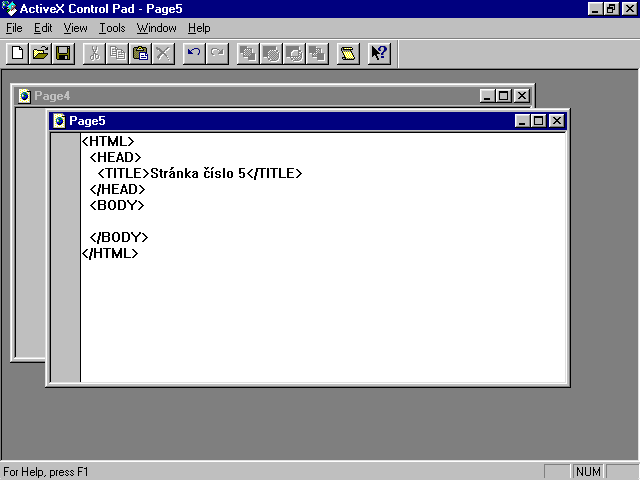 ActiveX Control Pad - Page5
File Edit View Tools Window Help
Page4
Page5
<HTML>
<HEAD>
<TITLE>Stránka číslo 5</TITLE>
</HEAD>
<BODY>
</BODY>
</HTML>
For Help, press F1
NUM